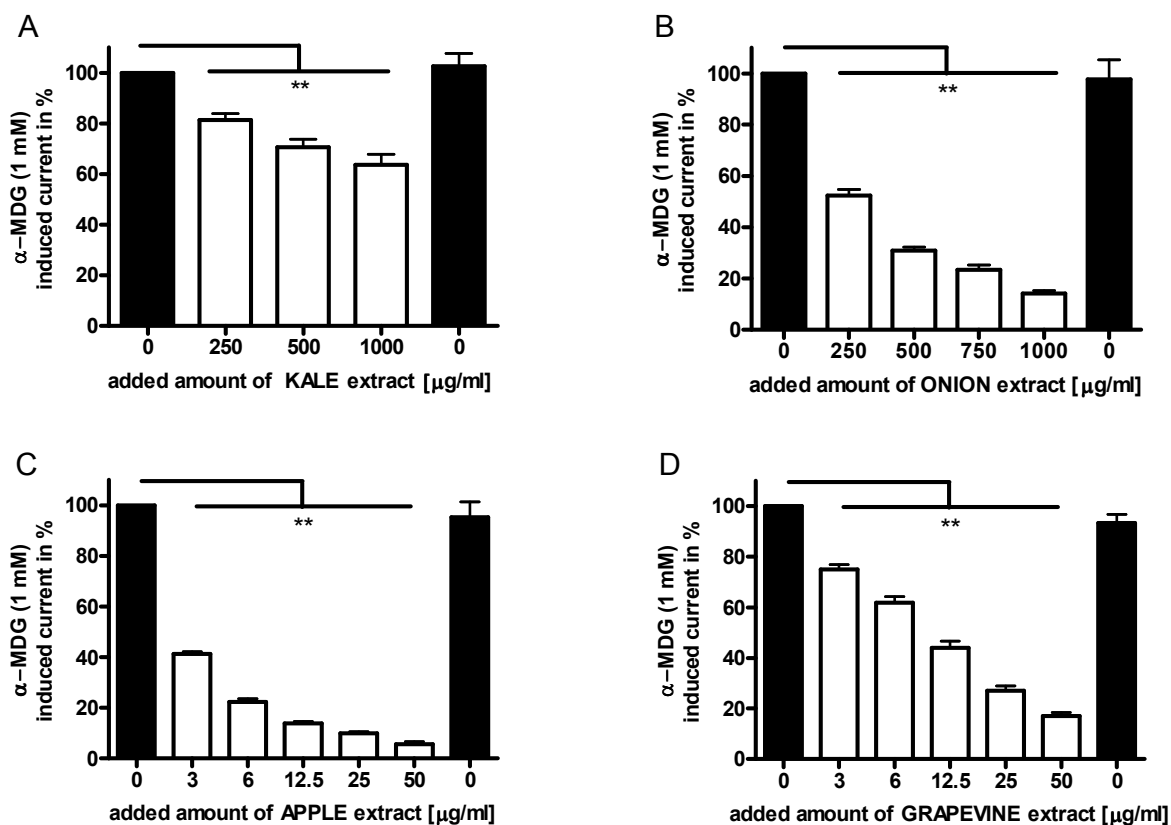 A
α−MDG (1 mM)
induced current in %
100
80
60
40
20
0
**
0 250 500 1000 0
added amount of KALE extract [μg/ml]
B
α−MDG (1 mM)
induced current in %
100
80
60
40
20
0
**
0 250 500 750 1000 0
added amount of ONION extract [μg/ml]
C
α−MDG (1 mM)
induced current in %
100
80
60
40
20
0
**
0 3 6 12.5 25 50 0
added amount of APPLE extract [μg/ml]
D
α−MDG (1 mM)
induced current in %
100
80
60
40
20
0
**
0 3 6 12.5 25 50 0
added amount of GRAPEVINE extract [μg/ml]